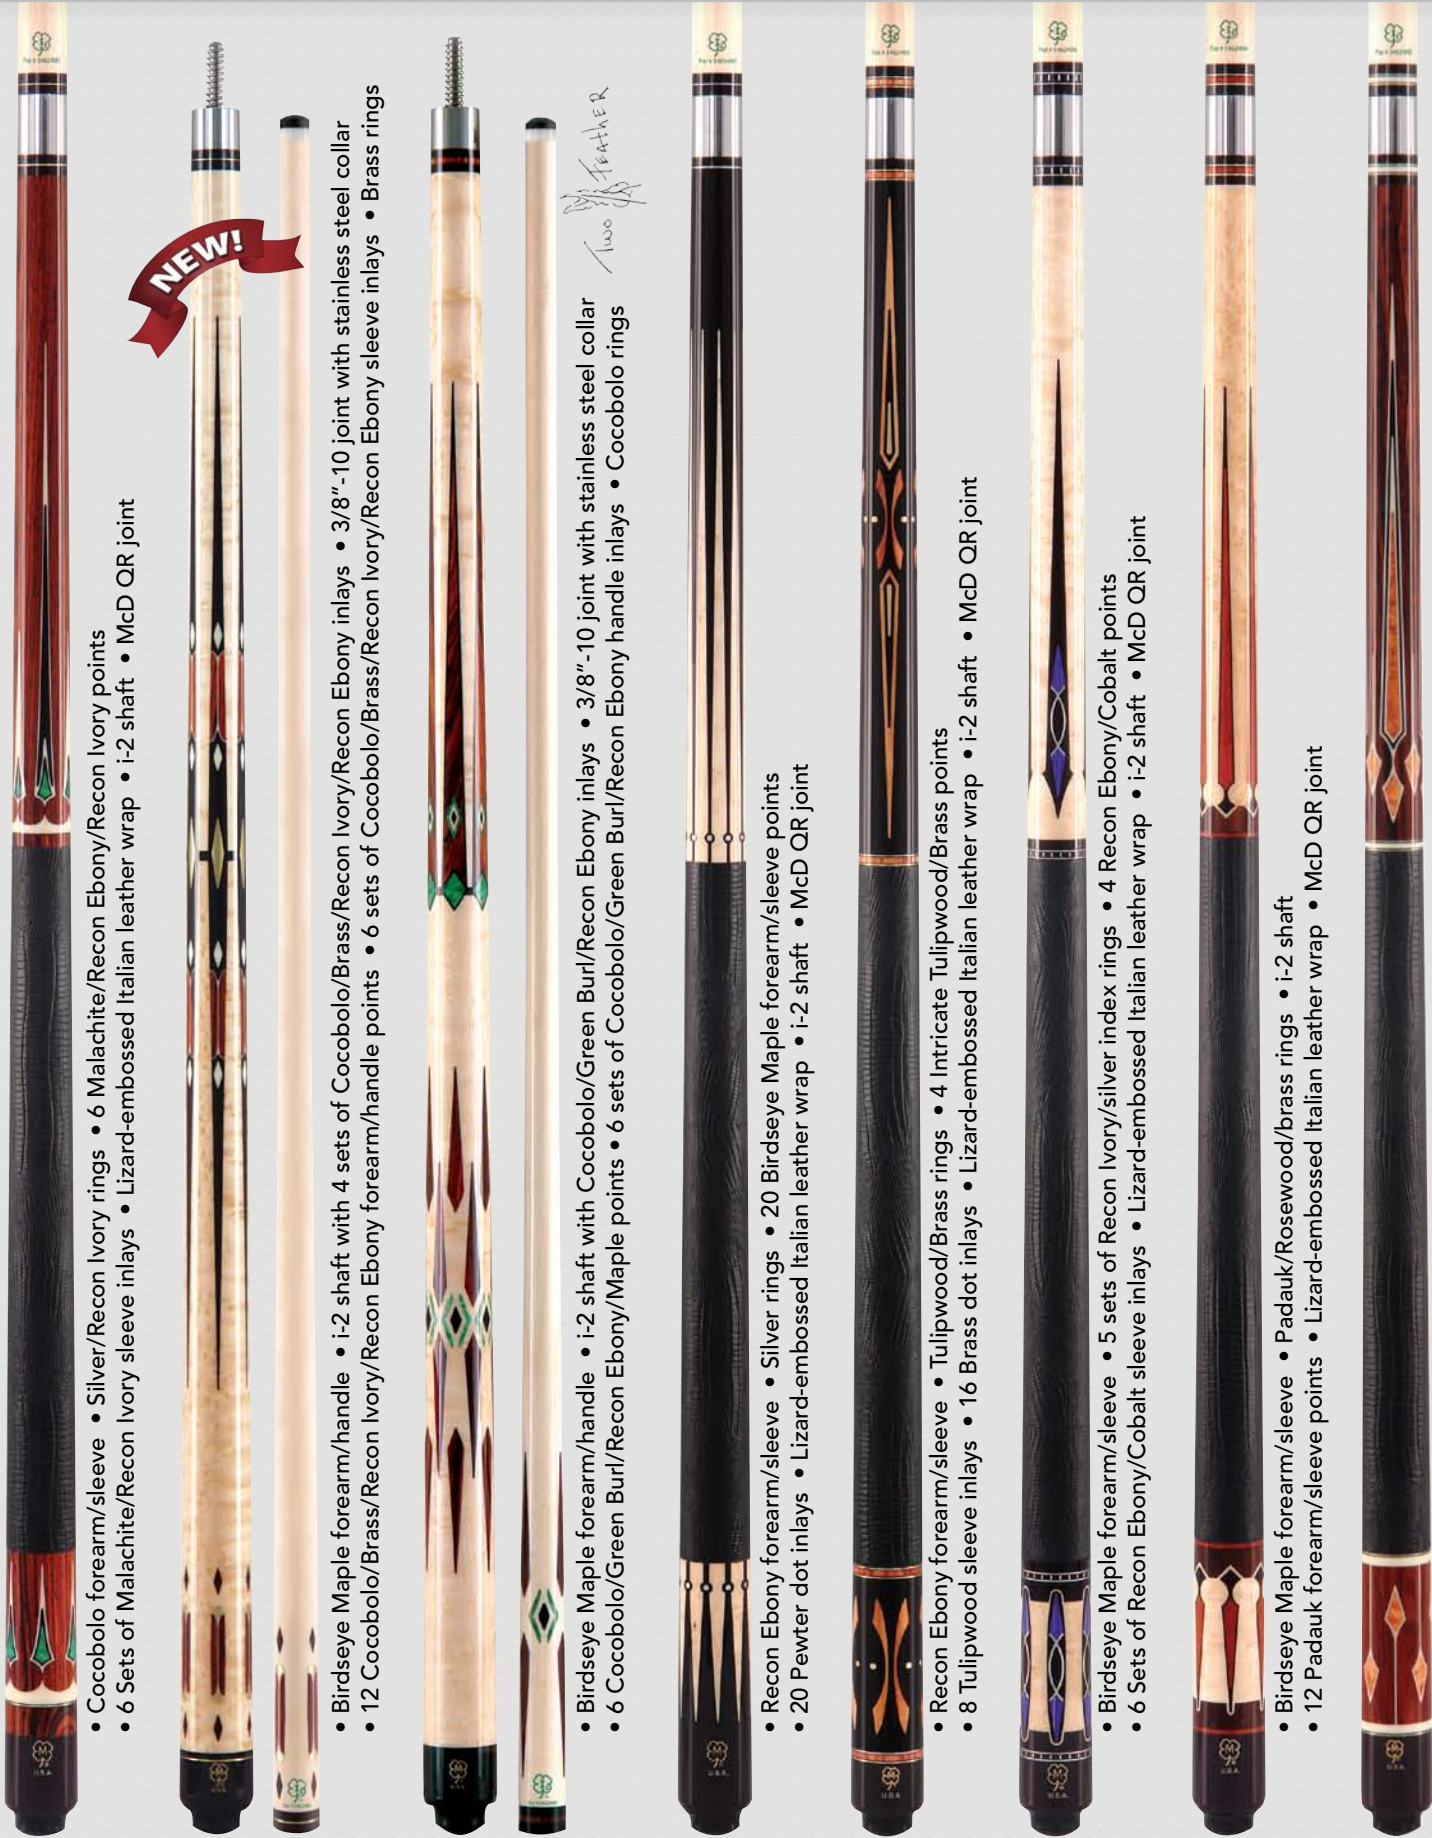 NEW!
• Cocobolo forearm/sleeve • Silver/Recon Ivory rings • 6 Malachite/Recon Ebony/Recon Ivory points
• 6 Sets of Malachite/Recon Ivory sleeve inlays • Lizard-embossed Italian leather wrap • i-2 shaft • McD QR joint
• Birdseye Maple forearm/handle • i-2 shaft with 4 sets of Cocobolo/Brass/Recon Ivory/Recon Ebony inlays • 3/8"-10 joint with stainless steel collar
• 12 Cocobolo/Brass/Recon Ivory/Recon Ebony forearm/handle points • 6 sets of Cocobolo/Brass/Recon Ivory/Recon Ebony sleeve inlays • Brass rings
Two Feather
• Birdseye Maple forearm/handle • i-2 shaft with Cocobolo/Green Burl/Recon Ebony inlays • 3/8"-10 joint with stainless steel collar
• 6 Cocobolo/Green Burl/Recon Ebony/Maple points • 6 sets of Cocobolo/Green Burl/Recon Ebony handle inlays • Cocobolo rings
• Recon Ebony forearm/sleeve • Silver rings • 20 Birdseye Maple forearm/sleeve points
• 20 Pewter dot inlays • Lizard-embossed Italian leather wrap • i-2 shaft • McD QR joint
• Recon Ebony forearm/sleeve • Tulipwood/Brass rings • 4 Intricate Tulipwood/Brass points
• 8 Tulipwood sleeve inlays • 16 Brass dot inlays • Lizard-embossed Italian leather wrap • i-2 shaft • McD QR joint
• Birdseye Maple forearm/sleeve • 5 sets of Recon Ivory/silver index rings • 4 Recon Ebony/Cobalt points
• 6 Sets of Recon Ebony/Cobalt sleeve inlays • Lizard-embossed Italian leather wrap • i-2 shaft • McD QR joint
• Birdseye Maple forearm/sleeve • Padauk/Rosewood/brass rings • i-2 shaft
• 12 Padauk forearm/sleeve points • Lizard-embossed Italian leather wrap • McD QR joint
M
U.S.A.
M
M
M
U.S.A.
M
U.S.A.
M
U.S.A.
M
U.S.A.
M
U.S.A.